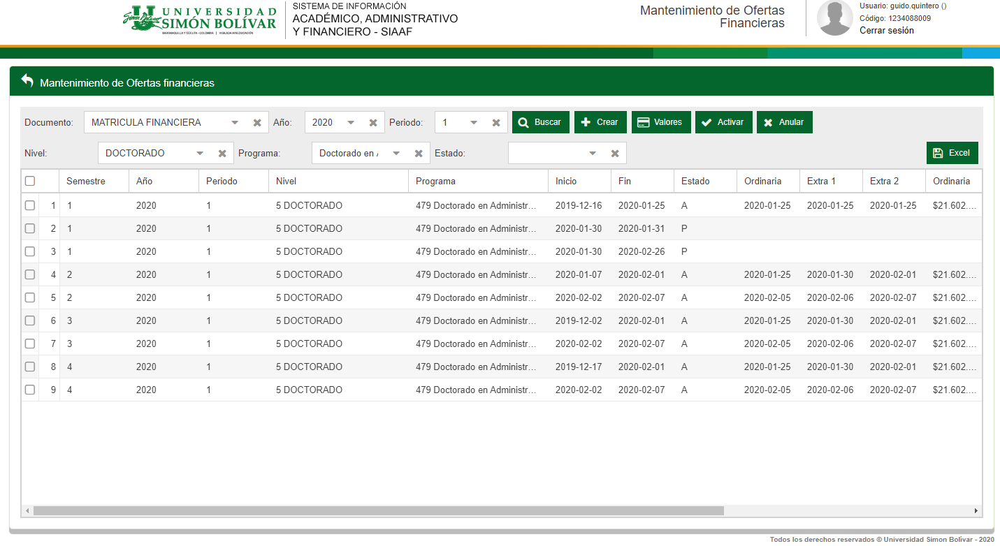 UNIVERSIDAD
SIMÓN BOLÍVAR
BARRANQUILLA Y CÚCUTA - COLOMBIA | VIGILADA MINEDUCACIÓN
SISTEMA DE INFORMACIÓN
ACADÉMICO, ADMINISTRATIVO
Y FINANCIERO - SIAAF
Mantenimiento de Ofertas
Financieras
Usuario: guido.quintero ()
Código: 1234088009
Cerrar sesión
Mantenimiento de Ofertas financieras
Documento: MATRICULA FINANCIERA Año: 2020 Periodo: 1 Buscar Crear Valores Activar Anular
Nivel: DOCTORADO Programa: Doctorado en Estado: Excel
Semestre Año Periodo Nivel Programa Inicio Fin Estado Ordinaria Extra 1 Extra 2 Ordinaria
1 1 2020 1 5 DOCTORADO 479 Doctorado en Administr... 2019-12-16 2020-01-25 A 2020-01-25 2020-01-25 2020-01-25 $21.602....
2 1 2020 1 5 DOCTORADO 479 Doctorado en Administr... 2020-01-30 2020-01-31 P
3 1 2020 1 5 DOCTORADO 479 Doctorado en Administr... 2020-01-30 2020-02-26 P
4 2 2020 1 5 DOCTORADO 479 Doctorado en Administr... 2020-01-07 2020-02-01 A 2020-01-25 2020-01-30 2020-02-01 $21.602....
5 2 2020 1 5 DOCTORADO 479 Doctorado en Administr... 2020-02-02 2020-02-07 A 2020-02-05 2020-02-06 2020-02-07 $21.602....
6 3 2020 1 5 DOCTORADO 479 Doctorado en Administr... 2019-12-02 2020-02-01 A 2020-01-25 2020-01-30 2020-02-01 $21.602....
7 3 2020 1 5 DOCTORADO 479 Doctorado en Administr... 2020-02-02 2020-02-07 A 2020-02-05 2020-02-06 2020-02-07 $21.602....
8 4 2020 1 5 DOCTORADO 479 Doctorado en Administr... 2019-12-17 2020-02-01 A 2020-01-25 2020-01-30 2020-02-01 $21.602....
9 4 2020 1 5 DOCTORADO 479 Doctorado en Administr... 2020-02-02 2020-02-07 A 2020-02-05 2020-02-06 2020-02-07 $21.602....
Todos los derechos reservados © Universidad Simon Bolívar - 2020